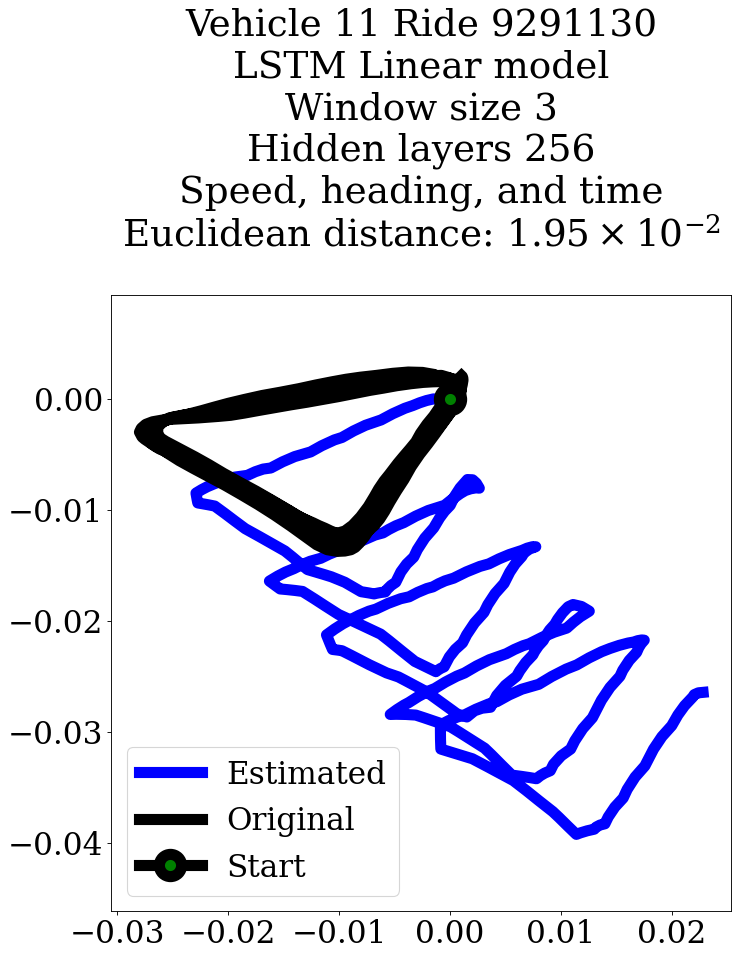 Vehicle 11 Ride 9291130
LSTM Linear model
Window size 3
Hidden layers 256
Speed, heading, and time
Euclidean distance: 1.95 × 10⁻²
0.00
−0.01
−0.02
−0.03
−0.04
Estimated
Original
Start
−0.03 −0.02 −0.01 0.00 0.01 0.02